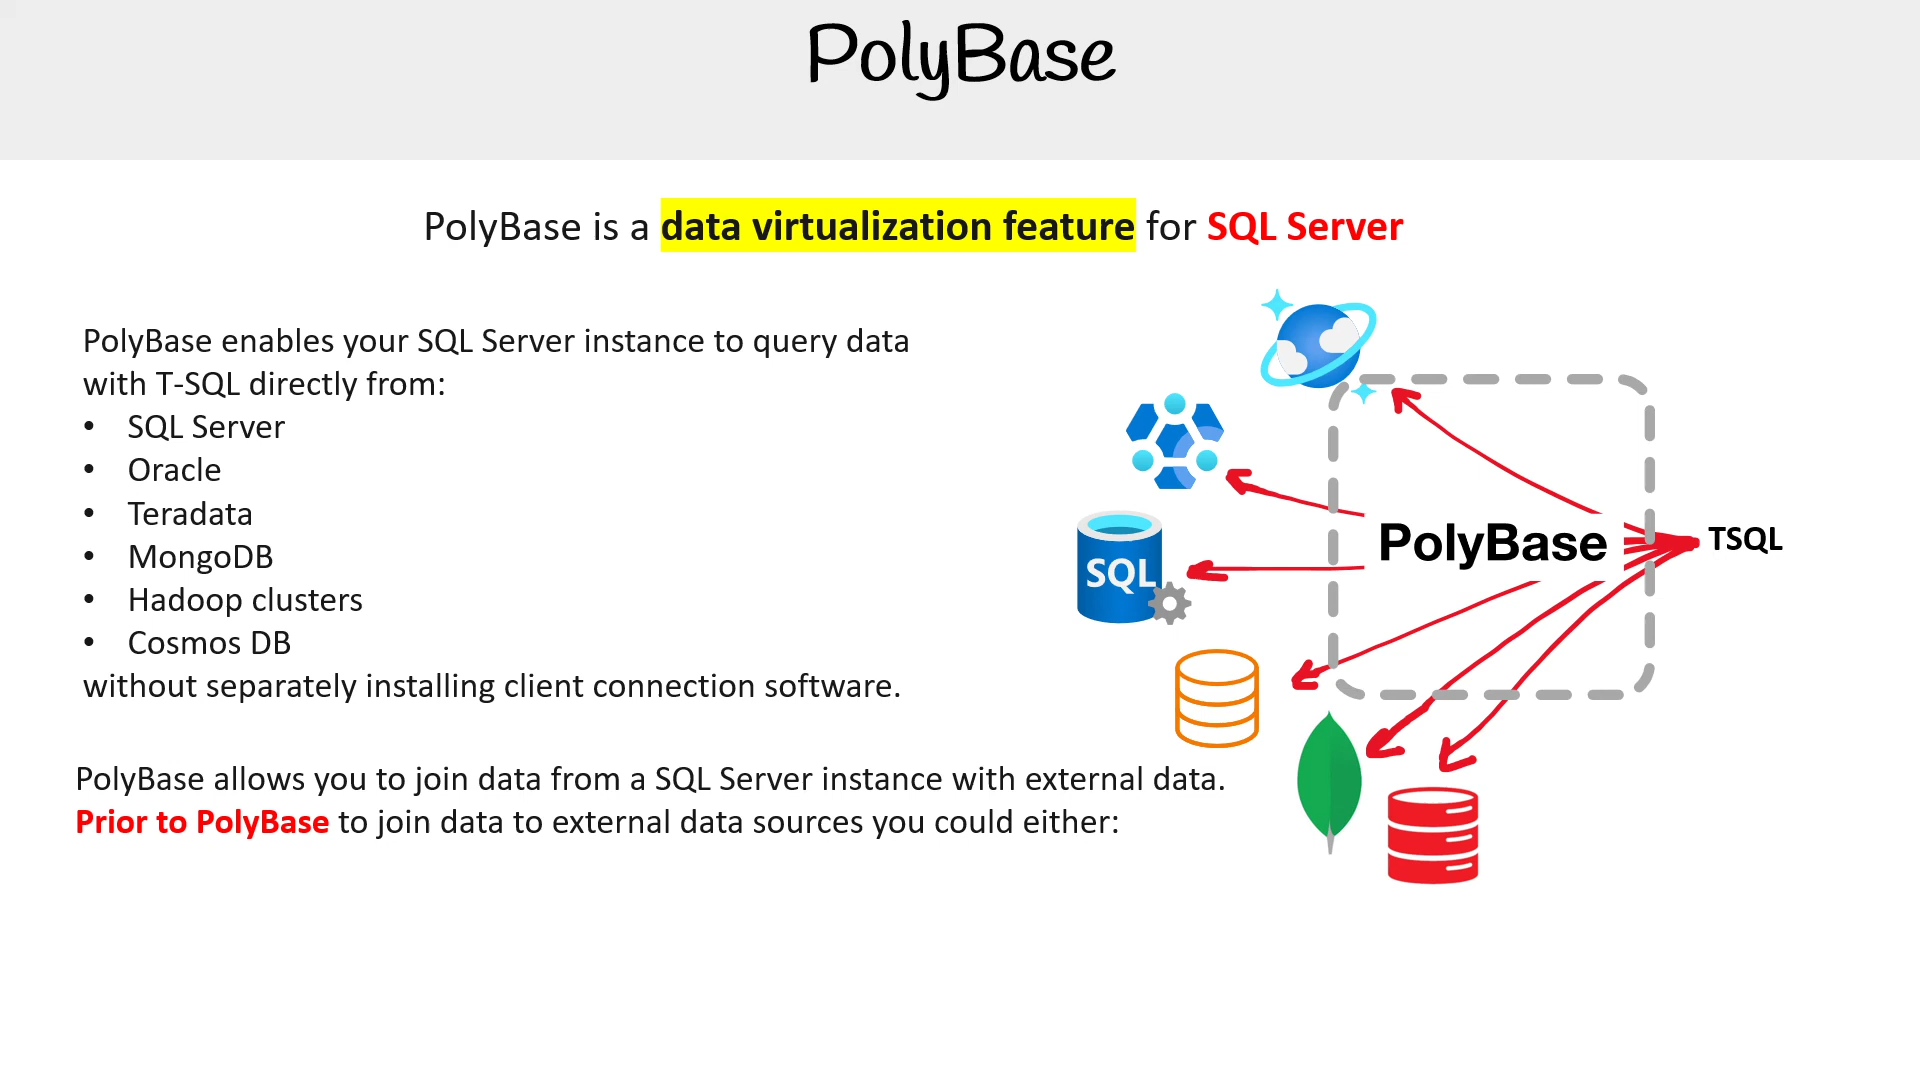 PolyBase
PolyBase is a data virtualization feature for SQL Server
PolyBase enables your SQL Server instance to query data
with T-SQL directly from:
• SQL Server
• Oracle
• Teradata
• MongoDB
• Hadoop clusters
• Cosmos DB
without separately installing client connection software.
PolyBase allows you to join data from a SQL Server instance with external data.
Prior to PolyBase to join data to external data sources you could either:
SQL
PolyBase
TSQL